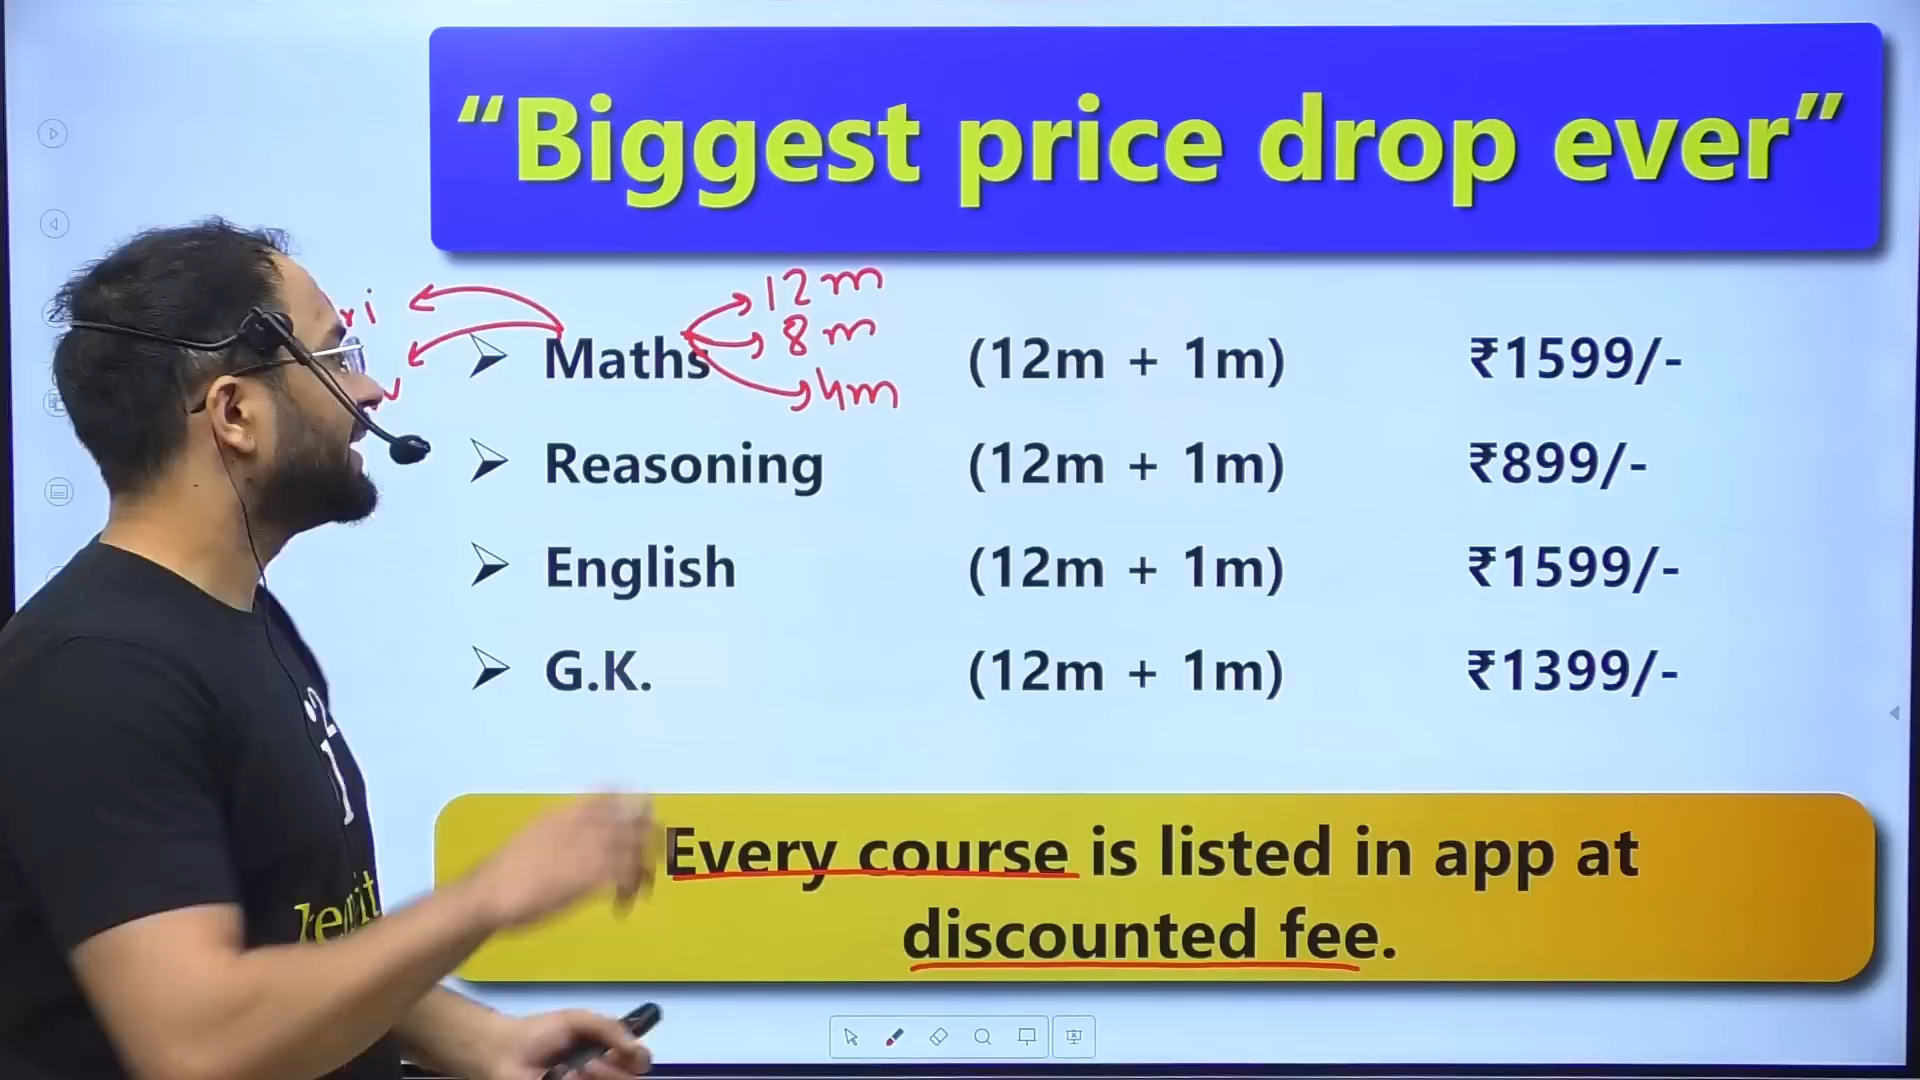 “Biggest price drop ever”
12m
8m
4m
Maths (12m + 1m) ₹1599/-
Reasoning (12m + 1m) ₹899/-
English (12m + 1m) ₹1599/-
G.K. (12m + 1m) ₹1399/-
Every course is listed in app at
discounted fee.